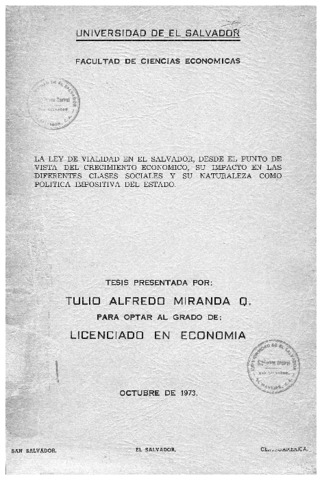 UNIVERSIDAD DE EL SALVADOR
FACULTAD DE CIENCIAS ECONOMICAS
LA LEY DE VIALIDAD EN EL SALVADOR, DESDE EL PUNTO DE
VISTA DEL CRECIMIENTO ECONOMICO, SU IMPACTO EN LAS
DIFERENTES CLASES SOCIALES Y SU NATURALEZA COMO
POLITICA IMPOSITIVA DEL ESTADO.
TESIS PRESENTADA POR:
TULIO ALFREDO MIRANDA Q.
PARA OPTAR AL GRADO DE:
LICENCIADO EN ECONOMIA
OCTUBRE DE 1973.
SAN SALVADOR. EL SALVADOR. CENTROAMERICA.